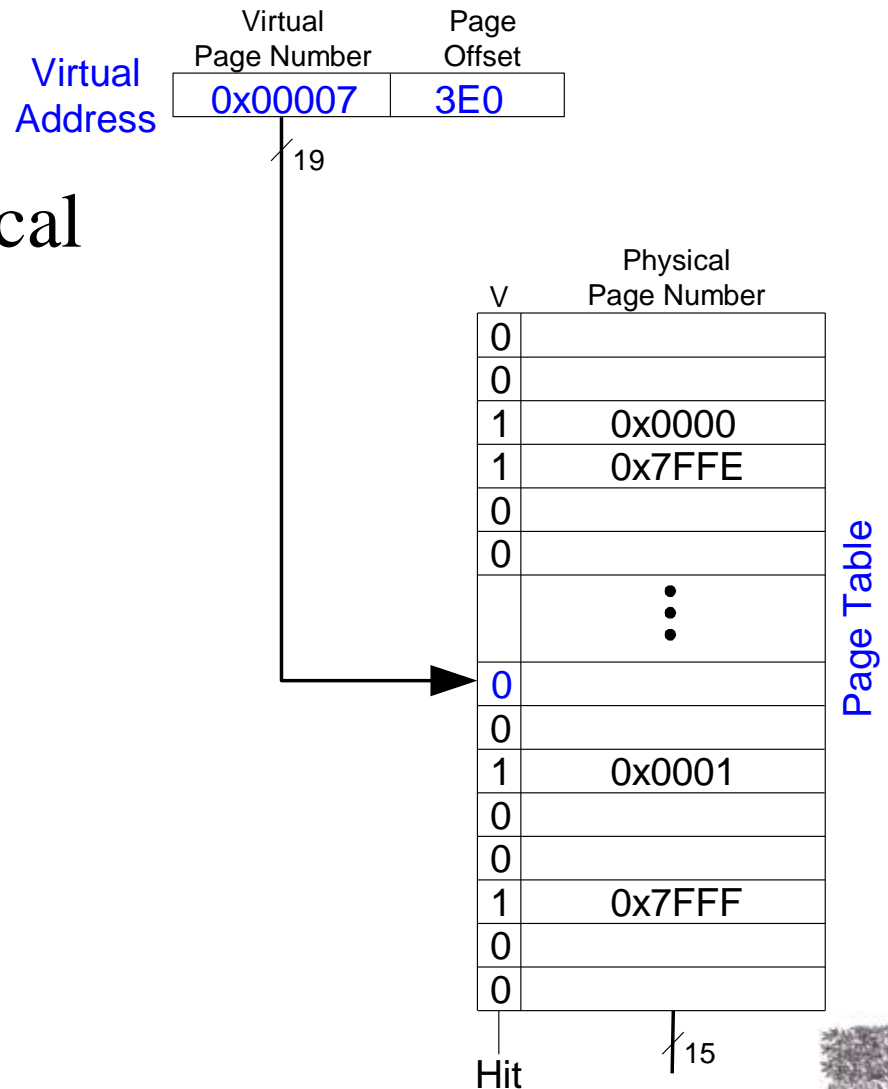 Virtual Page
Page Number Offset
Virtual
Address
0x00007 3E0
19
cal
Physical
V Page Number
0
0
1 0x0000
1 0x7FFE
0
0
Page Table
0
0
1 0x0001
0
0
1 0x7FFF
0
0
15
Hit